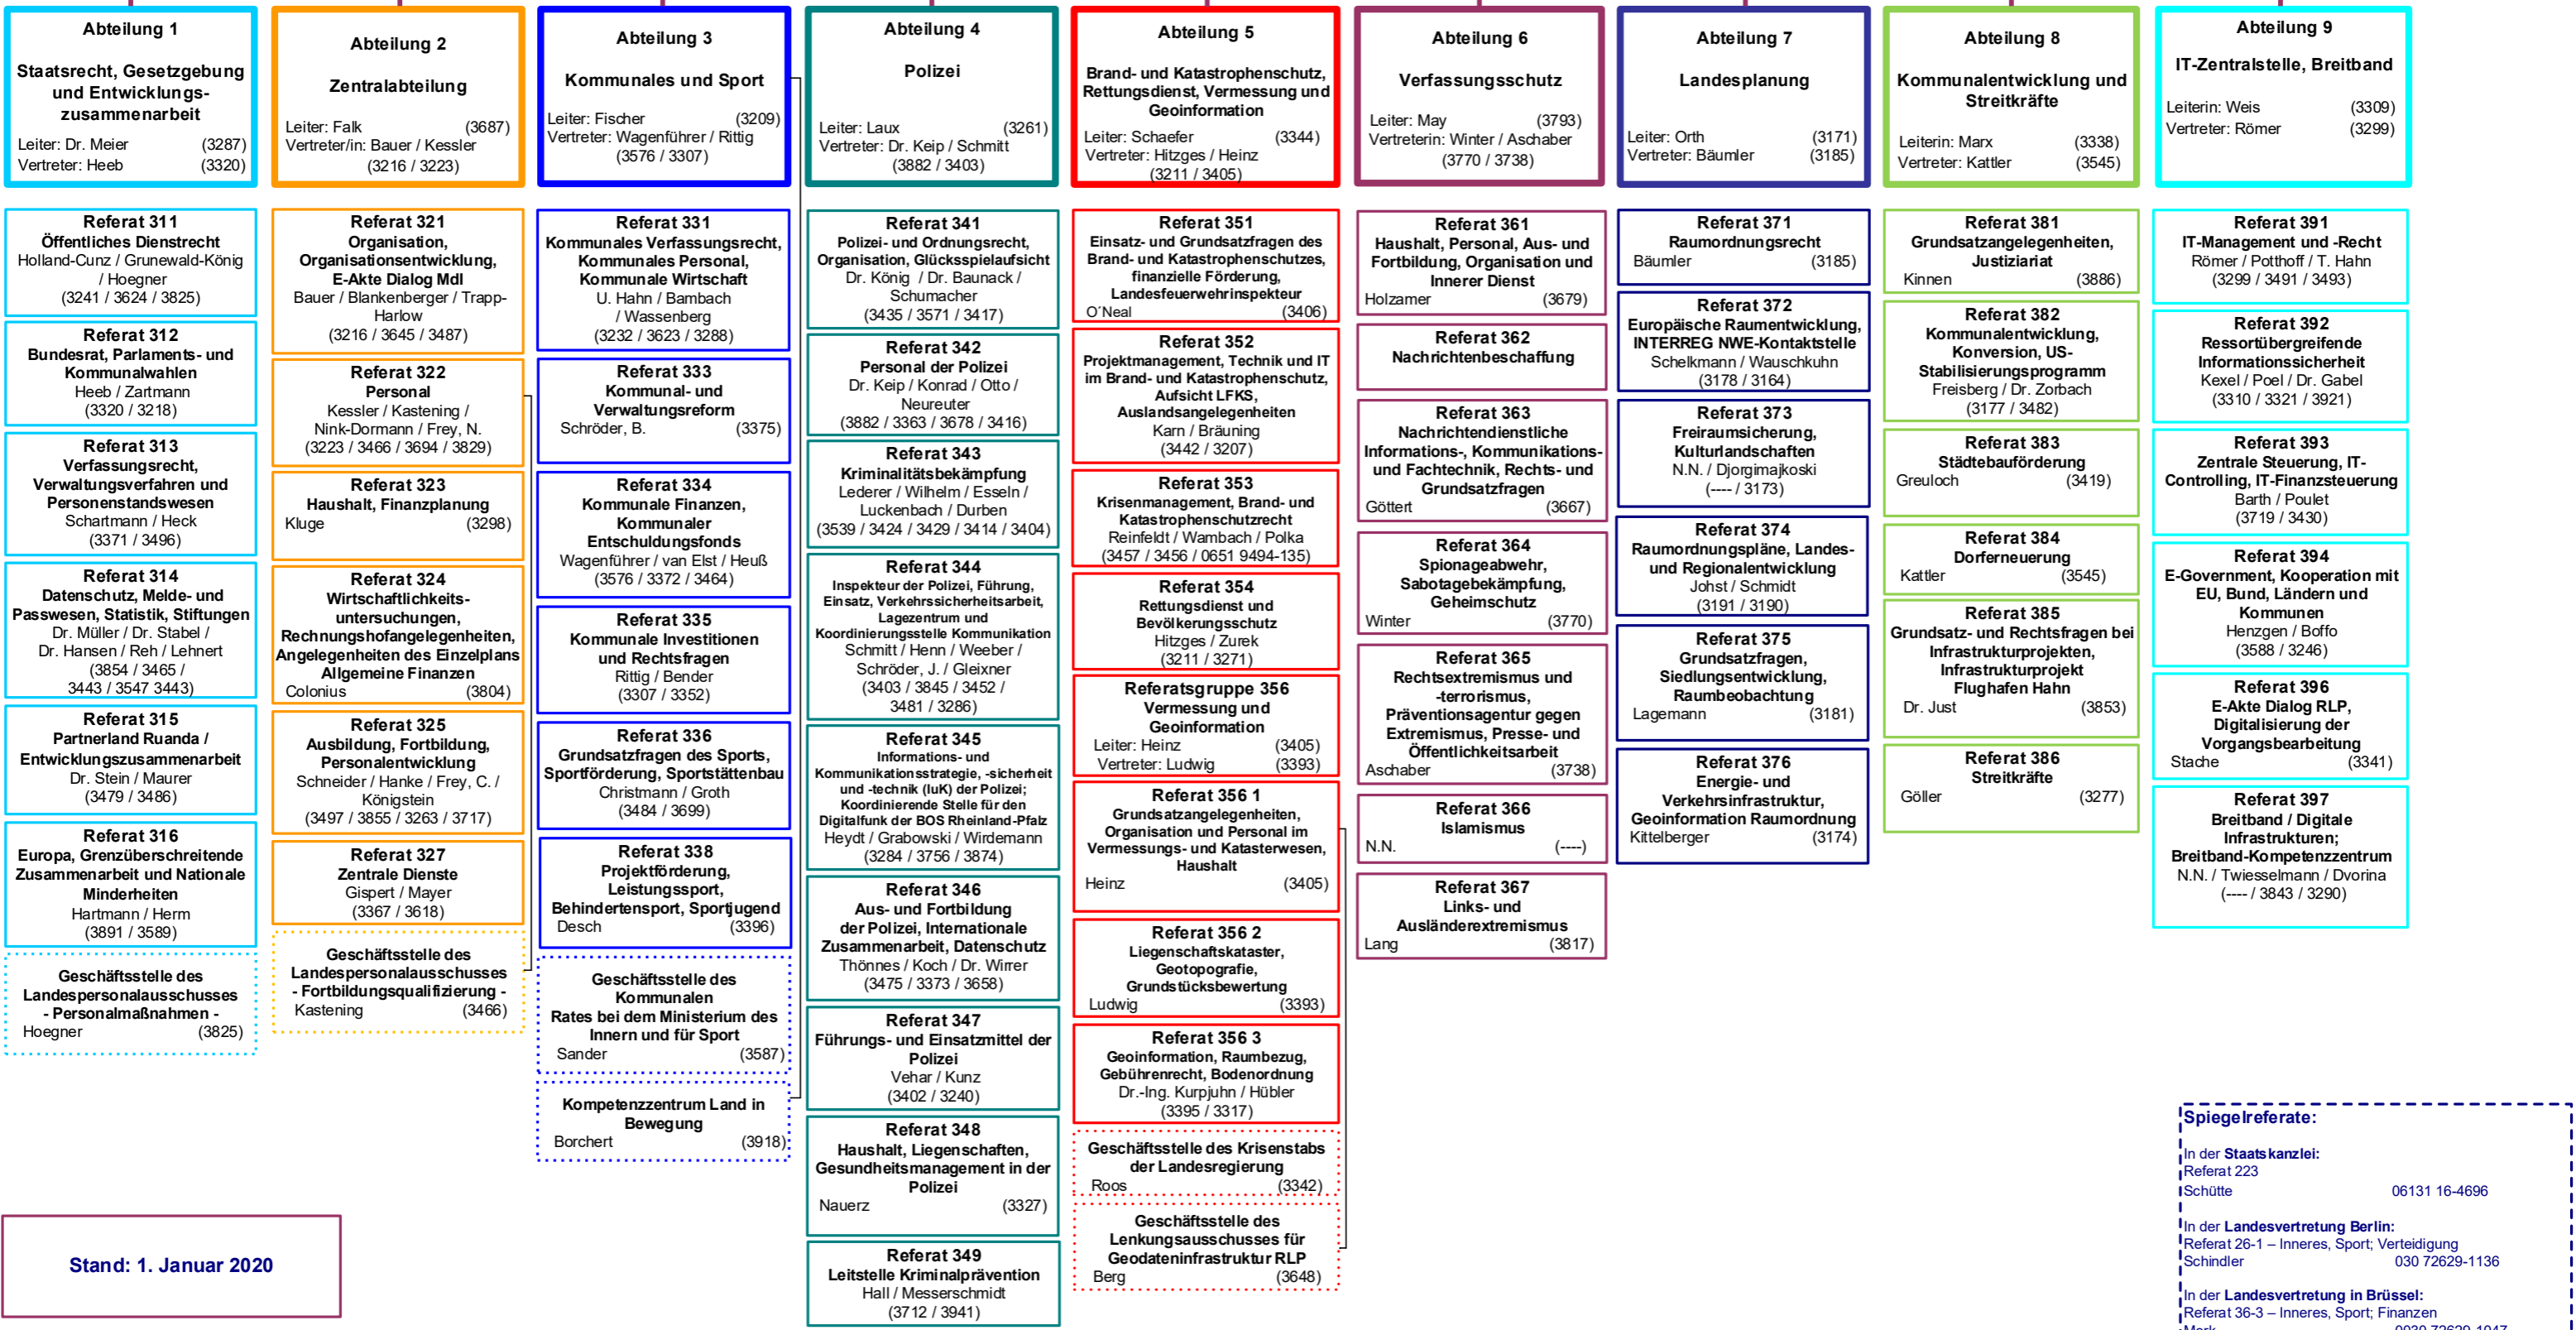 Abteilung 1
Staatsrecht, Gesetzgebung
und Entwicklungs-
zusammenarbeit
Leiter: Dr. Meier (3287)
Vertreter: Heeb (3320)
Referat 311
Öffentliches Dienstrecht
Holland-Cunz / Grunewald-König
/ Hoegner
(3241 / 3624 / 3825)
Referat 312
Bundesrat, Parlaments- und
Kommunalwahlen
Heeb / Zartmann
(3320 / 3218)
Referat 313
Verfassungsrecht,
Verwaltungsverfahren und
Personenstandswesen
Schartmann / Heck
(3371 / 3496)
Referat 314
Datenschutz, Melde- und
Passwesen, Statistik, Stiftungen
Dr. Müller / Dr. Stabel /
Dr. Hansen / Reh / Lehnert
(3854 / 3465 /
3443 / 3547 3443)
Referat 315
Partnerland Ruanda /
Entwicklungszusammenarbeit
Dr. Stein / Maurer
(3479 / 3486)
Referat 316
Europa, Grenzüberschreitende
Zusammenarbeit und Nationale
Minderheiten
Hartmann / Herm
(3891 / 3589)
Geschäftsstelle des
Landespersonalausschusses
- Personalmaßnahmen -
Hoegner (3825)
Abteilung 2
Zentralabteilung
Leiter: Falk (3687)
Vertreter/in: Bauer / Kessler
(3216 / 3223)
Referat 321
Organisation,
Organisationsentwicklung,
E-Akte Dialog MdI
Bauer / Blankenberger / Trapp-
Harlow
(3216 / 3645 / 3487)
Referat 322
Personal
Kessler / Kastening /
Nink-Dormann / Frey, N.
(3223 / 3466 / 3694 / 3829)
Referat 323
Haushalt, Finanzplanung
Kluge (3298)
Referat 324
Wirtschaftlichkeits-
untersuchungen,
Rechnungshofangelegenheiten,
Angelegenheiten des Einzelplans
Allgemeine Finanzen
Colonius (3804)
Referat 325
Ausbildung, Fortbildung,
Personalentwicklung
Schneider / Hanke / Frey, C. /
Königstein
(3497 / 3855 / 3263 / 3717)
Referat 327
Zentrale Dienste
Gispert / Mayer
(3367 / 3618)
Geschäftsstelle des
Landespersonalausschusses
- Fortbildungsqualifizierung -
Kastening (3466)
Abteilung 3
Kommunales und Sport
Leiter: Fischer (3209)
Vertreter: Wagenführer / Rittig
(3576 / 3307)
Referat 331
Kommunales Verfassungsrecht,
Kommunales Personal,
Kommunale Wirtschaft
U. Hahn / Bambach
/ Wassenberg
(3232 / 3623 / 3288)
Referat 333
Kommunal- und
Verwaltungsreform
Schröder, B. (3375)
Referat 334
Kommunale Finanzen,
Kommunaler
Entschuldungsfonds
Wagenführer / van Elst / Heuß
(3576 / 3372 / 3464)
Referat 335
Kommunale Investitionen
und Rechtsfragen
Rittig / Bender
(3307 / 3352)
Referat 336
Grundsatzfragen des Sports,
Sportförderung, Sportstättenbau
Christmann / Groth
(3484 / 3699)
Referat 338
Projektförderung,
Leistungssport,
Behindertensport, Sportjugend
Desch (3396)
Geschäftsstelle des
Kommunalen
Rates bei dem Ministerium des
Innern und für Sport
Sander (3587)
Kompetenzzentrum Land in
Bewegung
Borchert (3918)
Abteilung 4
Polizei
Leiter: Laux (3261)
Vertreter: Dr. Keip / Schmitt
(3882 / 3403)
Referat 341
Polizei- und Ordnungsrecht,
Organisation, Glücksspielaufsicht
Dr. König / Dr. Baunack /
Schumacher
(3435 / 3571 / 3417)
Referat 342
Personal der Polizei
Dr. Keip / Konrad / Otto /
Neureuter
(3882 / 3363 / 3678 / 3416)
Referat 343
Kriminalitätsbekämpfung
Lederer / Wilhelm / Esseln /
Luckenbach / Durben
(3539 / 3424 / 3429 / 3414 / 3404)
Referat 344
Inspekteur der Polizei, Führung,
Einsatz, Verkehrssicherheitsarbeit,
Lagezentrum und
Koordinierungsstelle Kommunikation
Schmitt / Henn / Weeber /
Schröder, J. / Gleixner
(3403 / 3845 / 3452 /
3481 / 3286)
Referat 345
Informations- und
Kommunikationsstrategie, -sicherheit
und -technik (IuK) der Polizei;
Koordinierende Stelle für den
Digitalfunk der BOS Rheinland-Pfalz
Heydt / Grabowski / Wirdemann
(3284 / 3756 / 3874)
Referat 346
Aus- und Fortbildung
der Polizei, Internationale
Zusammenarbeit, Datenschutz
Thönnes / Koch / Dr. Wirrer
(3475 / 3373 / 3658)
Referat 347
Führungs- und Einsatzmittel der
Polizei
Vehar / Kunz
(3402 / 3240)
Referat 348
Haushalt, Liegenschaften,
Gesundheitsmanagement in der
Polizei
Nauerz (3327)
Referat 349
Leitstelle Kriminalprävention
Hall / Messerschmidt
(3712 / 3941)
Abteilung 5
Brand- und Katastrophenschutz,
Rettungsdienst, Vermessung und
Geoinformation
Leiter: Schaefer (3344)
Vertreter: Hitzges / Heinz
(3211 / 3405)
Referat 351
Einsatz- und Grundsatzfragen des
Brand- und Katastrophenschutzes,
finanzielle Förderung,
Landesfeuerwehrinspekteur
O´Neal (3406)
Referat 352
Projektmanagement, Technik und IT
im Brand- und Katastrophenschutz,
Aufsicht LFKS,
Auslandsangelegenheiten
Karn / Bräuning
(3442 / 3207)
Referat 353
Krisenmanagement, Brand- und
Katastrophenschutzrecht
Reinfeldt / Wambach / Polka
(3457 / 3456 / 0651 9494-135)
Referat 354
Rettungsdienst und
Bevölkerungsschutz
Hitzges / Zurek
(3211 / 3271)
Referatsgruppe 356
Vermessung und
Geoinformation
Leiter: Heinz (3405)
Vertreter: Ludwig (3393)
Referat 356 1
Grundsatzangelegenheiten,
Organisation und Personal im
Vermessungs- und Katasterwesen,
Haushalt
Heinz (3405)
Referat 356 2
Liegenschaftskataster,
Geotopografie,
Grundstücksbewertung
Ludwig (3393)
Referat 356 3
Geoinformation, Raumbezug,
Gebührenrecht, Bodenordnung
Dr.-Ing. Kurpjuhn / Hübler
(3395 / 3317)
Geschäftsstelle des Krisenstabs
der Landesregierung
Roos (3342)
Geschäftsstelle des
Lenkungsausschusses für
Geodateninfrastruktur RLP
Berg (3648)
Abteilung 6
Verfassungsschutz
Leiter: May (3793)
Vertreterin: Winter / Aschaber
(3770 / 3738)
Referat 361
Haushalt, Personal, Aus- und
Fortbildung, Organisation und
Innerer Dienst
Holzamer (3679)
Referat 362
Nachrichtenbeschaffung
Referat 363
Nachrichtendienstliche
Informations-, Kommunikations-
und Fachtechnik, Rechts- und
Grundsatzfragen
Göttert (3667)
Referat 364
Spionageabwehr,
Sabotagebekämpfung,
Geheimschutz
Winter (3770)
Referat 365
Rechtsextremismus und
-terrorismus,
Präventionsagentur gegen
Extremismus, Presse- und
Öffentlichkeitsarbeit
Aschaber (3738)
Referat 366
Islamismus
N.N. (----)
Referat 367
Links- und
Ausländerextremismus
Lang (3817)
Abteilung 7
Landesplanung
Leiter: Orth (3171)
Vertreter: Bäumler (3185)
Referat 371
Raumordnungsrecht
Bäumler (3185)
Referat 372
Europäische Raumentwicklung,
INTERREG NWE-Kontaktstelle
Schelkmann / Wauschkuhn
(3178 / 3164)
Referat 373
Freiraumsicherung,
Kulturlandschaften
N.N. / Djorgimajkoski
(---- / 3173)
Referat 374
Raumordnungspläne, Landes-
und Regionalentwicklung
Johst / Schmidt
(3191 / 3190)
Referat 375
Grundsatzfragen,
Siedlungsentwicklung,
Raumbeobachtung
Lagemann (3181)
Referat 376
Energie- und
Verkehrsinfrastruktur,
Geoinformation Raumordnung
Kittelberger (3174)
Abteilung 8
Kommunalentwicklung und
Streitkräfte
Leiterin: Marx (3338)
Vertreter: Kattler (3545)
Referat 381
Grundsatzangelegenheiten,
Justiziariat
Kinnen (3886)
Referat 382
Kommunalentwicklung,
Konversion, US-
Stabilisierungsprogramm
Freisberg / Dr. Zorbach
(3177 / 3482)
Referat 383
Städtebauförderung
Greuloch (3419)
Referat 384
Dorferneuerung
Kattler (3545)
Referat 385
Grundsatz- und Rechtsfragen bei
Infrastrukturprojekten,
Infrastrukturprojekt
Flughafen Hahn
Dr. Just (3853)
Referat 386
Streitkräfte
Göller (3277)
Abteilung 9
IT-Zentralstelle, Breitband
Leiterin: Weis (3309)
Vertreter: Römer (3299)
Referat 391
IT-Management und -Recht
Römer / Potthoff / T. Hahn
(3299 / 3491 / 3493)
Referat 392
Ressortübergreifende
Informationssicherheit
Kexel / Poel / Dr. Gabel
(3310 / 3321 / 3921)
Referat 393
Zentrale Steuerung, IT-
Controlling, IT-Finanzsteuerung
Barth / Poulet
(3719 / 3430)
Referat 394
E-Government, Kooperation mit
EU, Bund, Ländern und
Kommunen
Henzgen / Boffo
(3588 / 3246)
Referat 396
E-Akte Dialog RLP,
Digitalisierung der
Vorgangsbearbeitung
Stache (3341)
Referat 397
Breitband / Digitale
Infrastrukturen;
Breitband-Kompetenzzentrum
N.N. / Twiesselmann / Dvorina
(---- / 3843 / 3290)
Spiegelreferate:
In der Staatskanzlei:
Referat 223
Schütte 06131 16-4696
In der Landesvertretung Berlin:
Referat 26-1 – Inneres, Sport; Verteidigung
Schindler 030 72629-1136
In der Landesvertretung in Brüssel:
Referat 36-3 – Inneres, Sport; Finanzen
Stand: 1. Januar 2020